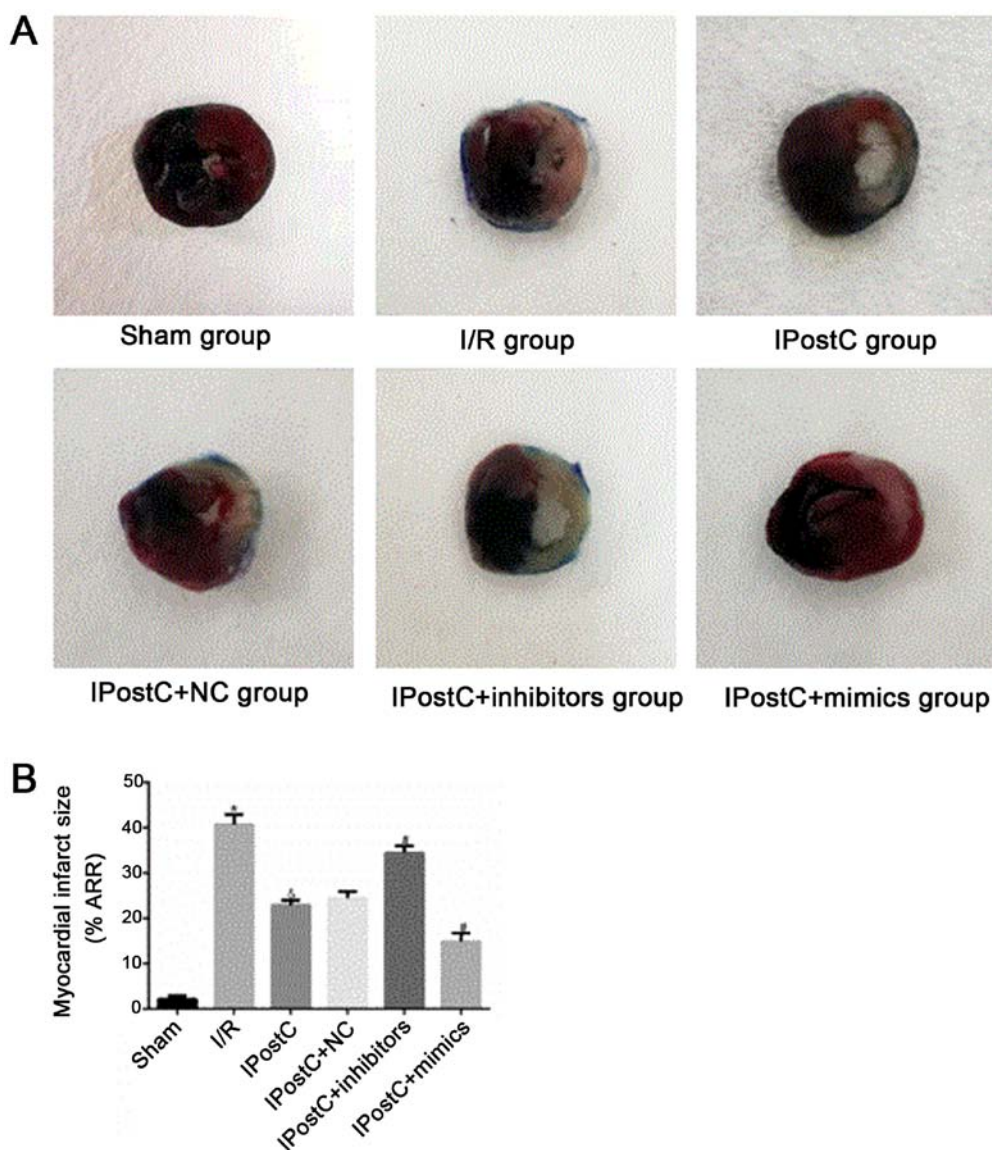 A
Sham group
I/R group
IPostC group
IPostC+NC group
IPostC+inhibitors group
IPostC+mimics group
B
Myocardial infarct size
(% ARR)
50
40
30
20
10
0
*
&
#
#
Sham
I/R
IPostC
IPostC+NC
IPostC+inhibitors
IPostC+mimics